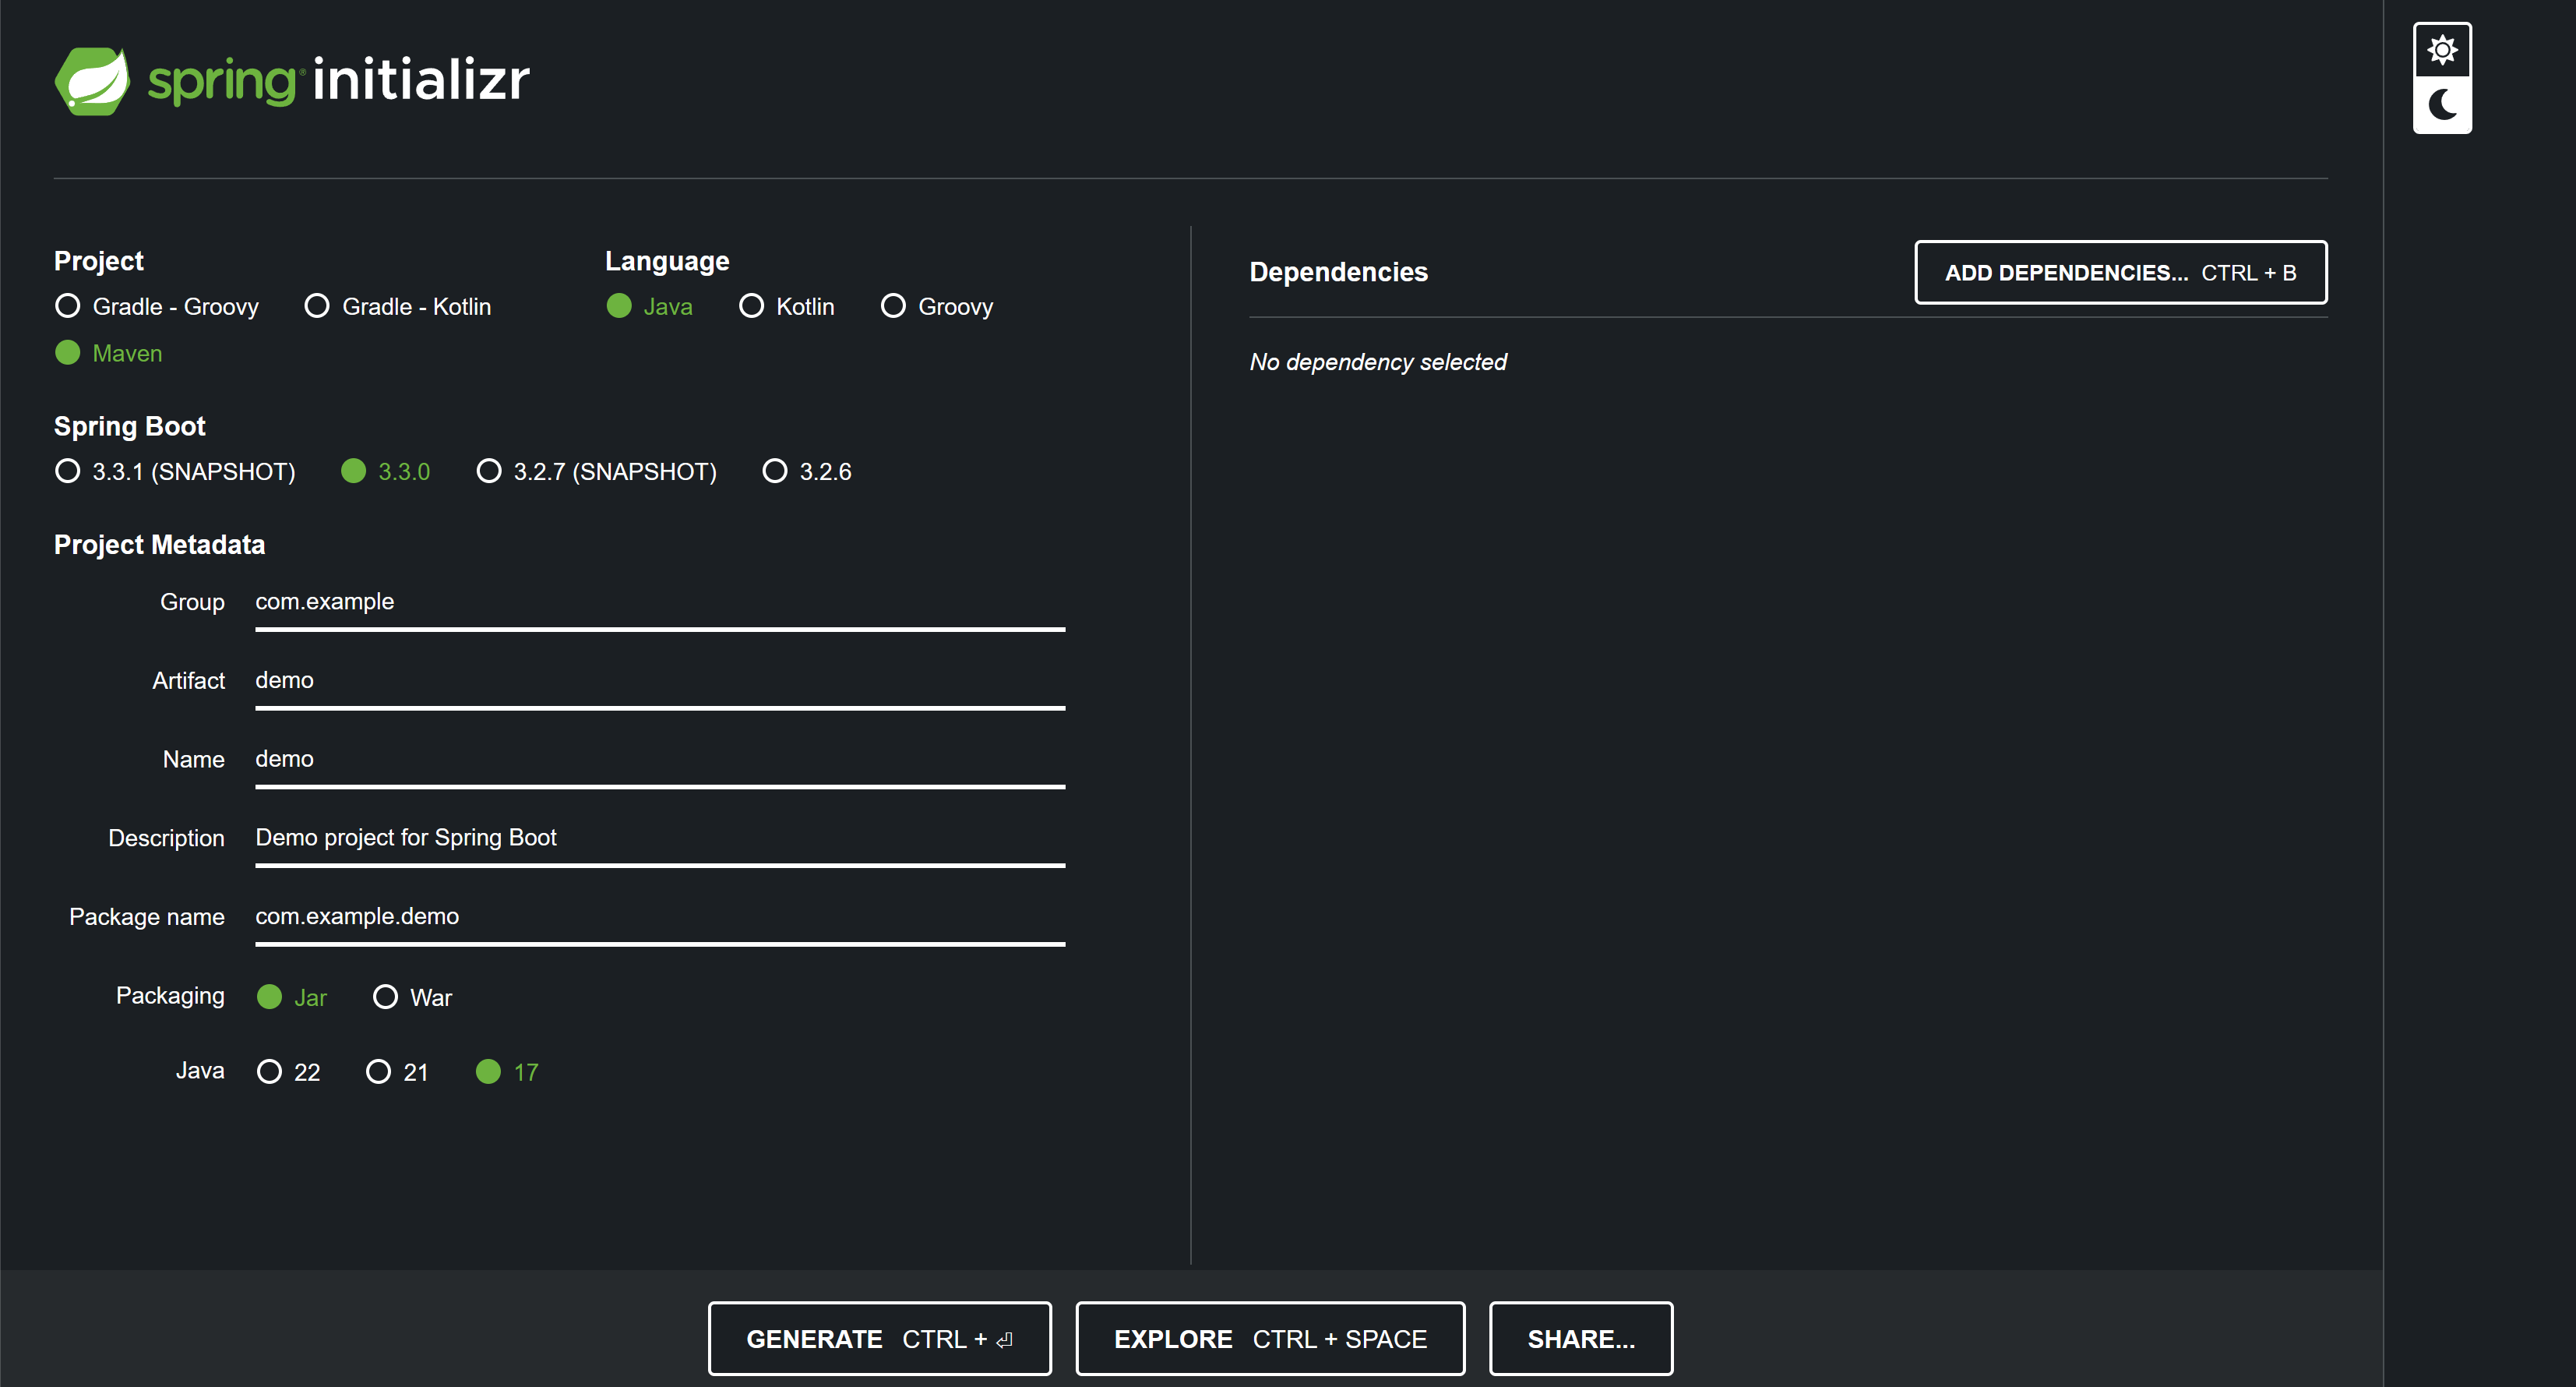 spring initializr
Project
Gradle - Groovy
Gradle - Kotlin
Maven
Language
Java
Kotlin
Groovy
Spring Boot
3.3.1 (SNAPSHOT)
3.3.0
3.2.7 (SNAPSHOT)
3.2.6
Project Metadata
Group
com.example
Artifact
demo
Name
demo
Description
Demo project for Spring Boot
Package name
com.example.demo
Packaging
Jar
War
Java
22
21
17
Dependencies
ADD DEPENDENCIES... CTRL + B
No dependency selected
GENERATE CTRL + ⏎
EXPLORE CTRL + SPACE
SHARE...